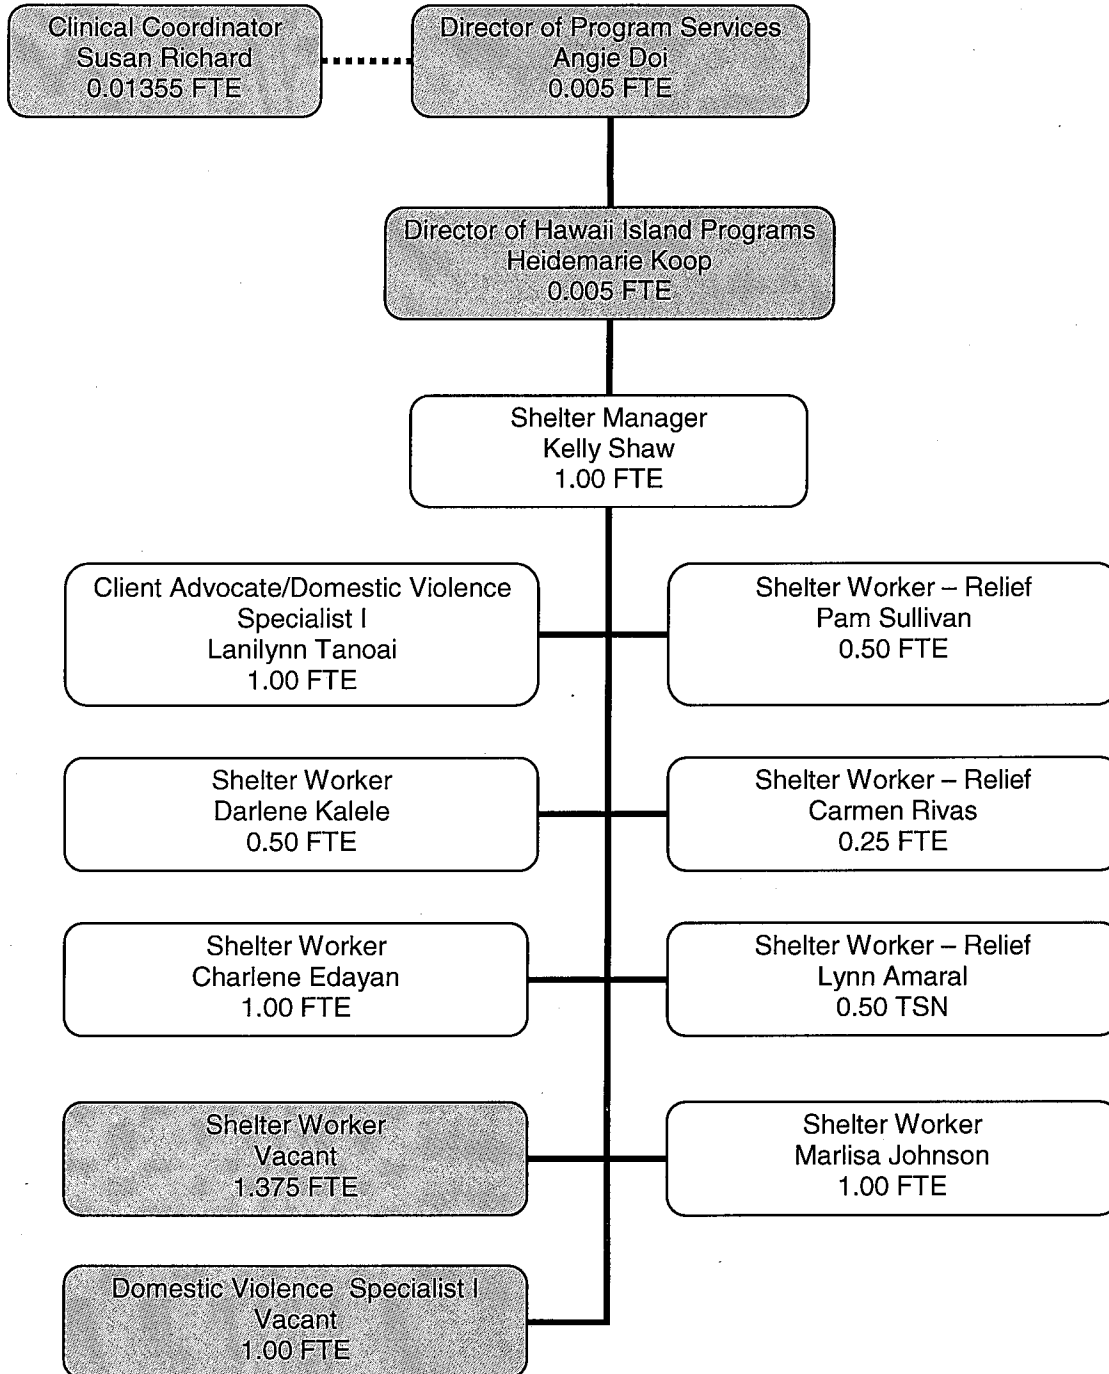 Clinical Coordinator
Susan Richard
0.01355 FTE
Director of Program Services
Angie Doi
0.005 FTE
Director of Hawaii Island Programs
Heidemarie Koop
0.005 FTE
Shelter Manager
Kelly Shaw
1.00 FTE
Client Advocate/Domestic Violence
Specialist I
Lanilynn Tanoai
1.00 FTE
Shelter Worker – Relief
Pam Sullivan
0.50 FTE
Shelter Worker
Darlene Kalele
0.50 FTE
Shelter Worker – Relief
Carmen Rivas
0.25 FTE
Shelter Worker
Charlene Edayan
1.00 FTE
Shelter Worker – Relief
Lynn Amaral
0.50 TSN
Shelter Worker
Vacant
1.375 FTE
Shelter Worker
Marlisa Johnson
1.00 FTE
Domestic Violence  Specialist I
Vacant
1.00 FTE